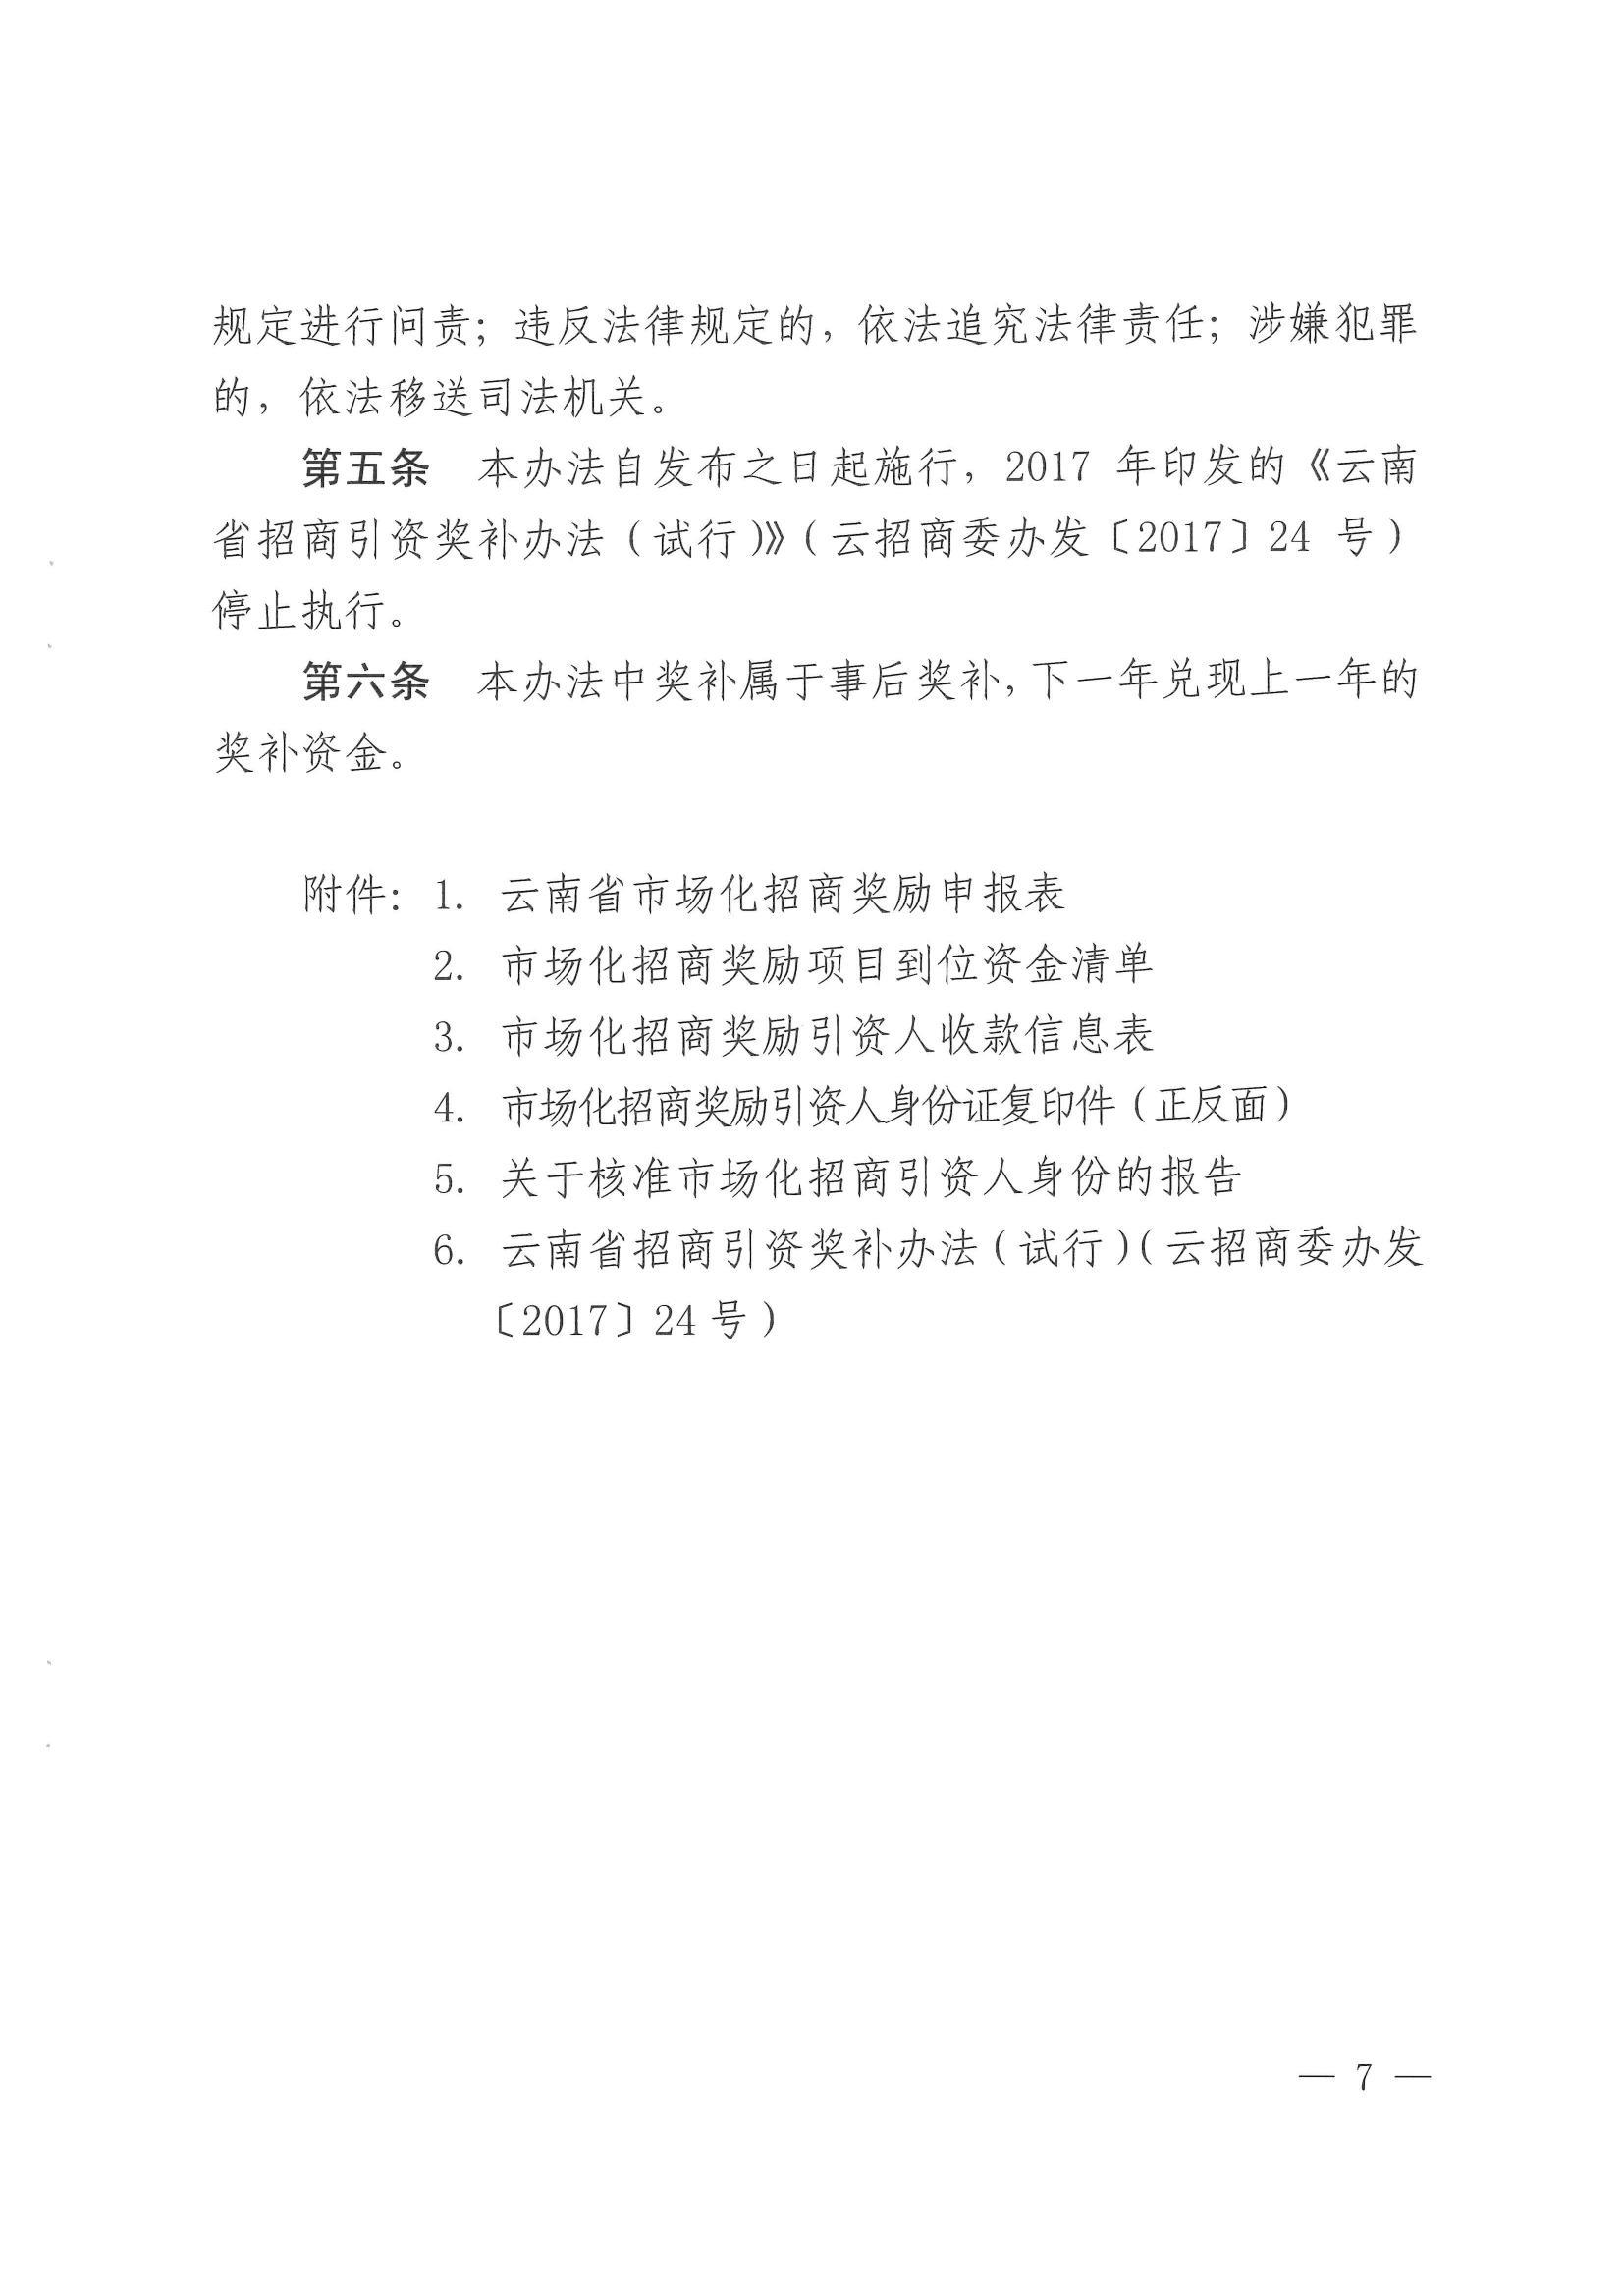 规定进行问责；违反法律规定的，依法追究法律责任；涉嫌犯罪
的，依法移送司法机关。
第五条　本办法自发布之日起施行，2017 年印发的《云南
省招商引资奖补办法（试行）》（云招商委办发〔2017〕24 号）
停止执行。
第六条　本办法中奖补属于事后奖补，下一年兑现上一年的
奖补资金。
附件：1. 云南省市场化招商奖励申报表
2. 市场化招商奖励项目到位资金清单
3. 市场化招商奖励引资人收款信息表
4. 市场化招商奖励引资人身份证复印件（正反面）
5. 关于核准市场化招商引资人身份的报告
6. 云南省招商引资奖补办法（试行）（云招商委办发
〔2017〕24 号）
— 7 —